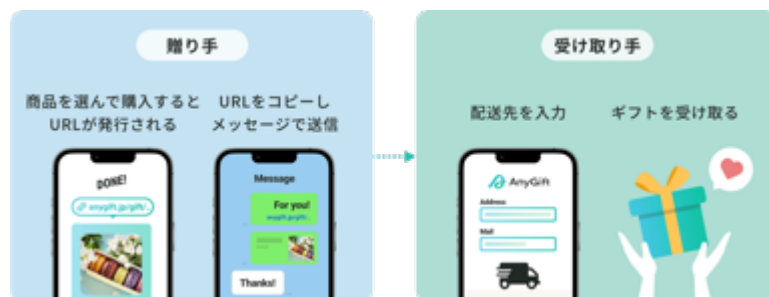 贈り手
商品を選んで購入すると
URLが発行される
URLをコピーし
メッセージで送信
DONE!
anygift.jp/gift/...
Message
For you!
anygift.jp/gift/...
Thanks!
受け取り手
配送先を入力
AnyGift
Address
Mail
ギフトを受け取る